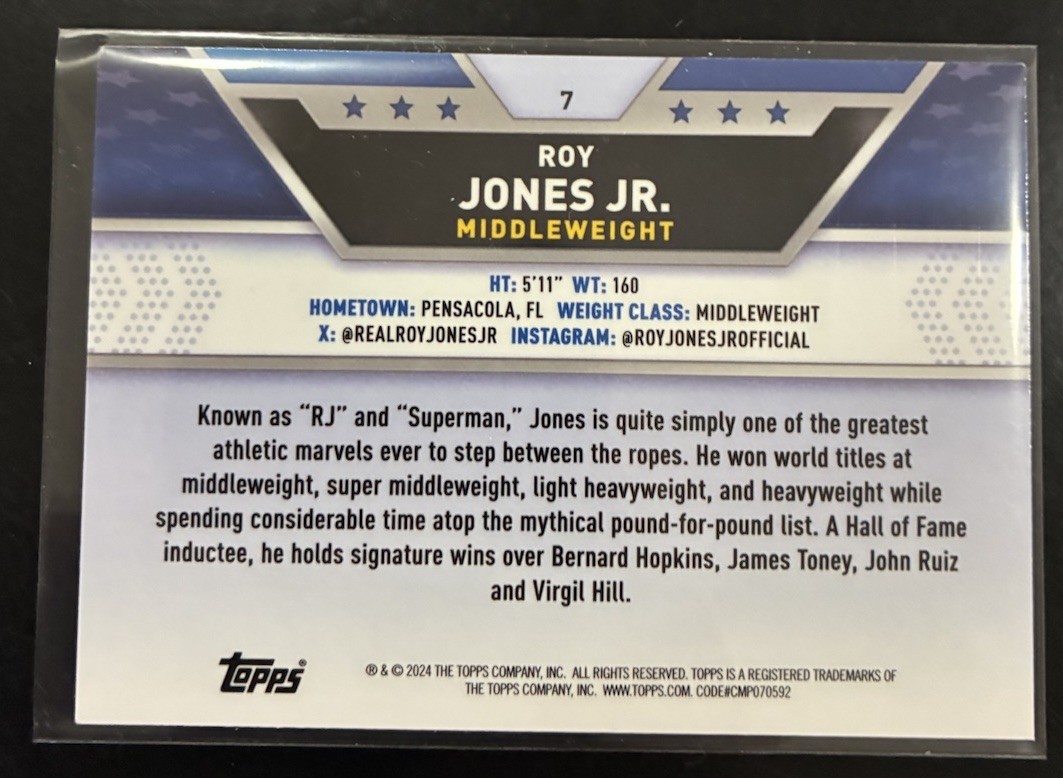 7
ROY
JONES JR.
MIDDLEWEIGHT
HT: 5'11" WT: 160
HOMETOWN: PENSACOLA, FL WEIGHT CLASS: MIDDLEWEIGHT
X: @REALROYJONESJR INSTAGRAM: @ROYJONESJROFFICIAL
Known as “RJ” and “Superman,” Jones is quite simply one of the greatest
athletic marvels ever to step between the ropes. He won world titles at
middleweight, super middleweight, light heavyweight, and heavyweight while
spending considerable time atop the mythical pound-for-pound list. A Hall of Fame
inductee, he holds signature wins over Bernard Hopkins, James Toney, John Ruiz
and Virgil Hill.
Topps®
® & © 2024 THE TOPPS COMPANY, INC. ALL RIGHTS RESERVED. TOPPS IS A REGISTERED TRADEMARKS OF
THE TOPPS COMPANY, INC. WWW.TOPPS.COM. CODE#CMP070592